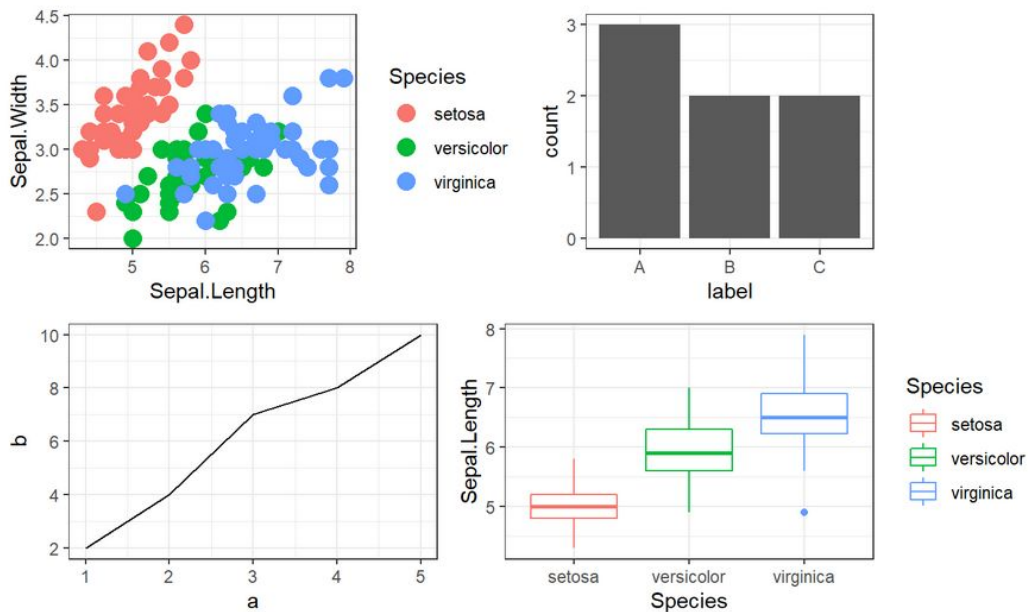 4.5
4.0
3.5
3.0
2.5
2.0
Sepal.Width
5 6 7 8
Sepal.Length
Species
setosa
versicolor
virginica
3
2
1
0
count
A B C
label
10
8
6
4
2
b
1 2 3 4 5
a
8
7
6
5
Sepal.Length
setosa versicolor virginica
Species
Species
setosa
versicolor
virginica